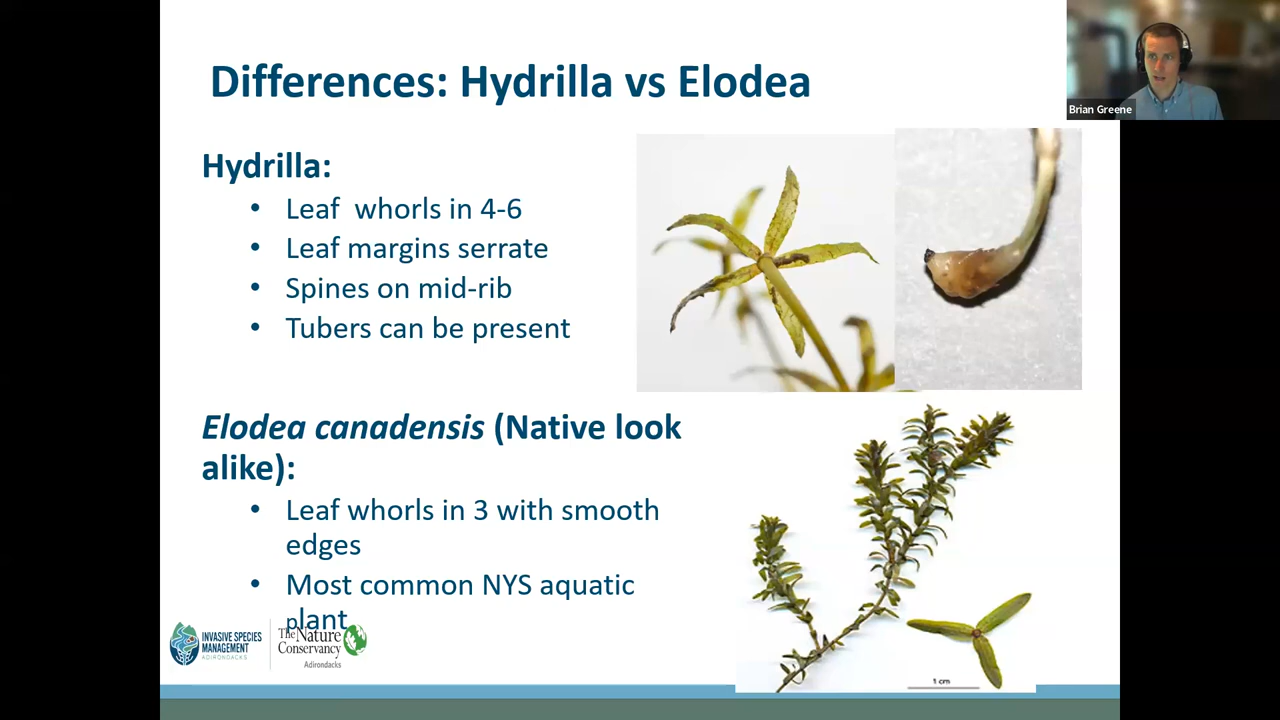 Differences: Hydrilla vs Elodea
Brian Greene
Hydrilla:
• Leaf whorls in 4-6
• Leaf margins serrate
• Spines on mid-rib
• Tubers can be present
Elodea canadensis (Native look
alike):
• Leaf whorls in 3 with smooth
edges
• Most common NYS aquatic
plant
INVASIVE SPECIES
MANAGEMENT
ADIRONDACKS
The Nature
Conservancy
Adirondacks
1 cm